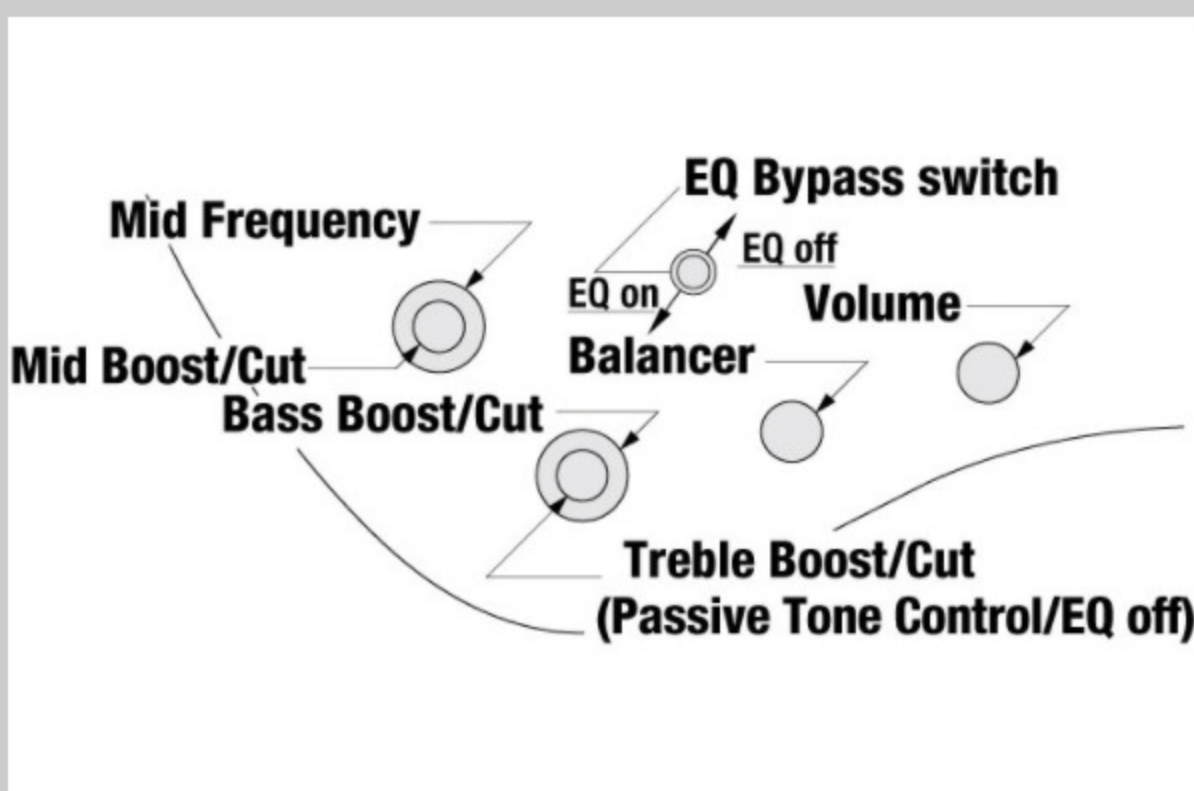 EQ Bypass switch
Mid Frequency
EQ off
EQ on
Volume
Balancer
Mid Boost/Cut
Bass Boost/Cut
Treble Boost/Cut
(Passive Tone Control/EQ off)